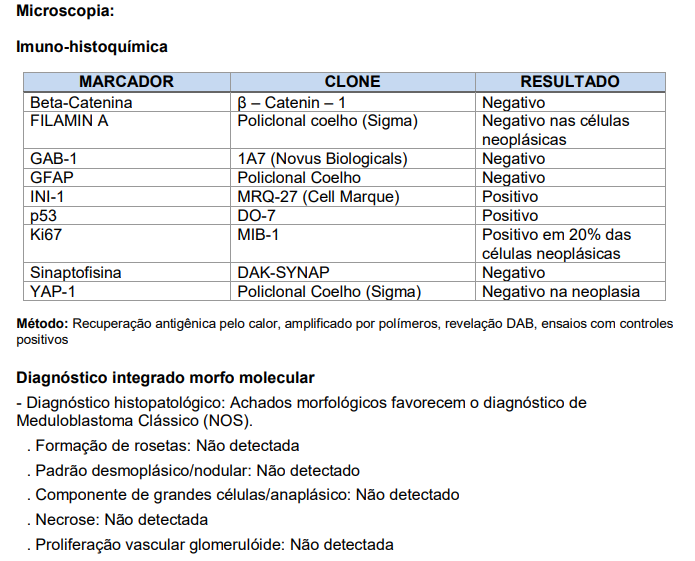 Microscopia:
Imuno-histoquímica
MARCADOR CLONE RESULTADO
Beta-Catenina β – Catenin – 1 Negativo
FILAMIN A Policlonal coelho (Sigma) Negativo nas células
neoplásicas
GAB-1 1A7 (Novus Biologicals) Negativo
GFAP Policlonal Coelho Negativo
INI-1 MRQ-27 (Cell Marque) Positivo
p53 DO-7 Positivo
Ki67 MIB-1 Positivo em 20% das
células neoplásicas
Sinaptofisina DAK-SYNAP Negativo
YAP-1 Policlonal Coelho (Sigma) Negativo na neoplasia
Método: Recuperação antigênica pelo calor, amplificado por polímeros, revelação DAB, ensaios com controles
positivos
Diagnóstico integrado morfo molecular
- Diagnóstico histopatológico: Achados morfológicos favorecem o diagnóstico de
Meduloblastoma Clássico (NOS).
. Formação de rosetas: Não detectada
. Padrão desmoplásico/nodular: Não detectado
. Componente de grandes células/anaplásico: Não detectado
. Necrose: Não detectada
. Proliferação vascular glomerulóide: Não detectada